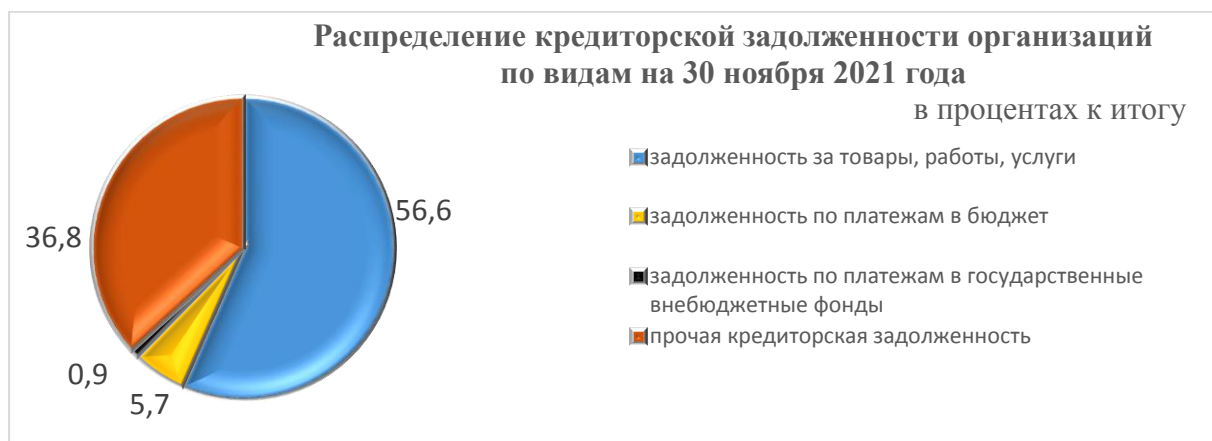 Распределение кредиторской задолженности организаций
по видам на 30 ноября 2021 года
в процентах к итогу
56,6
36,8
0,9
5,7
задолженность за товары, работы, услуги
задолженность по платежам в бюджет
задолженность по платежам в государственные
внебюджетные фонды
прочая кредиторская задолженность